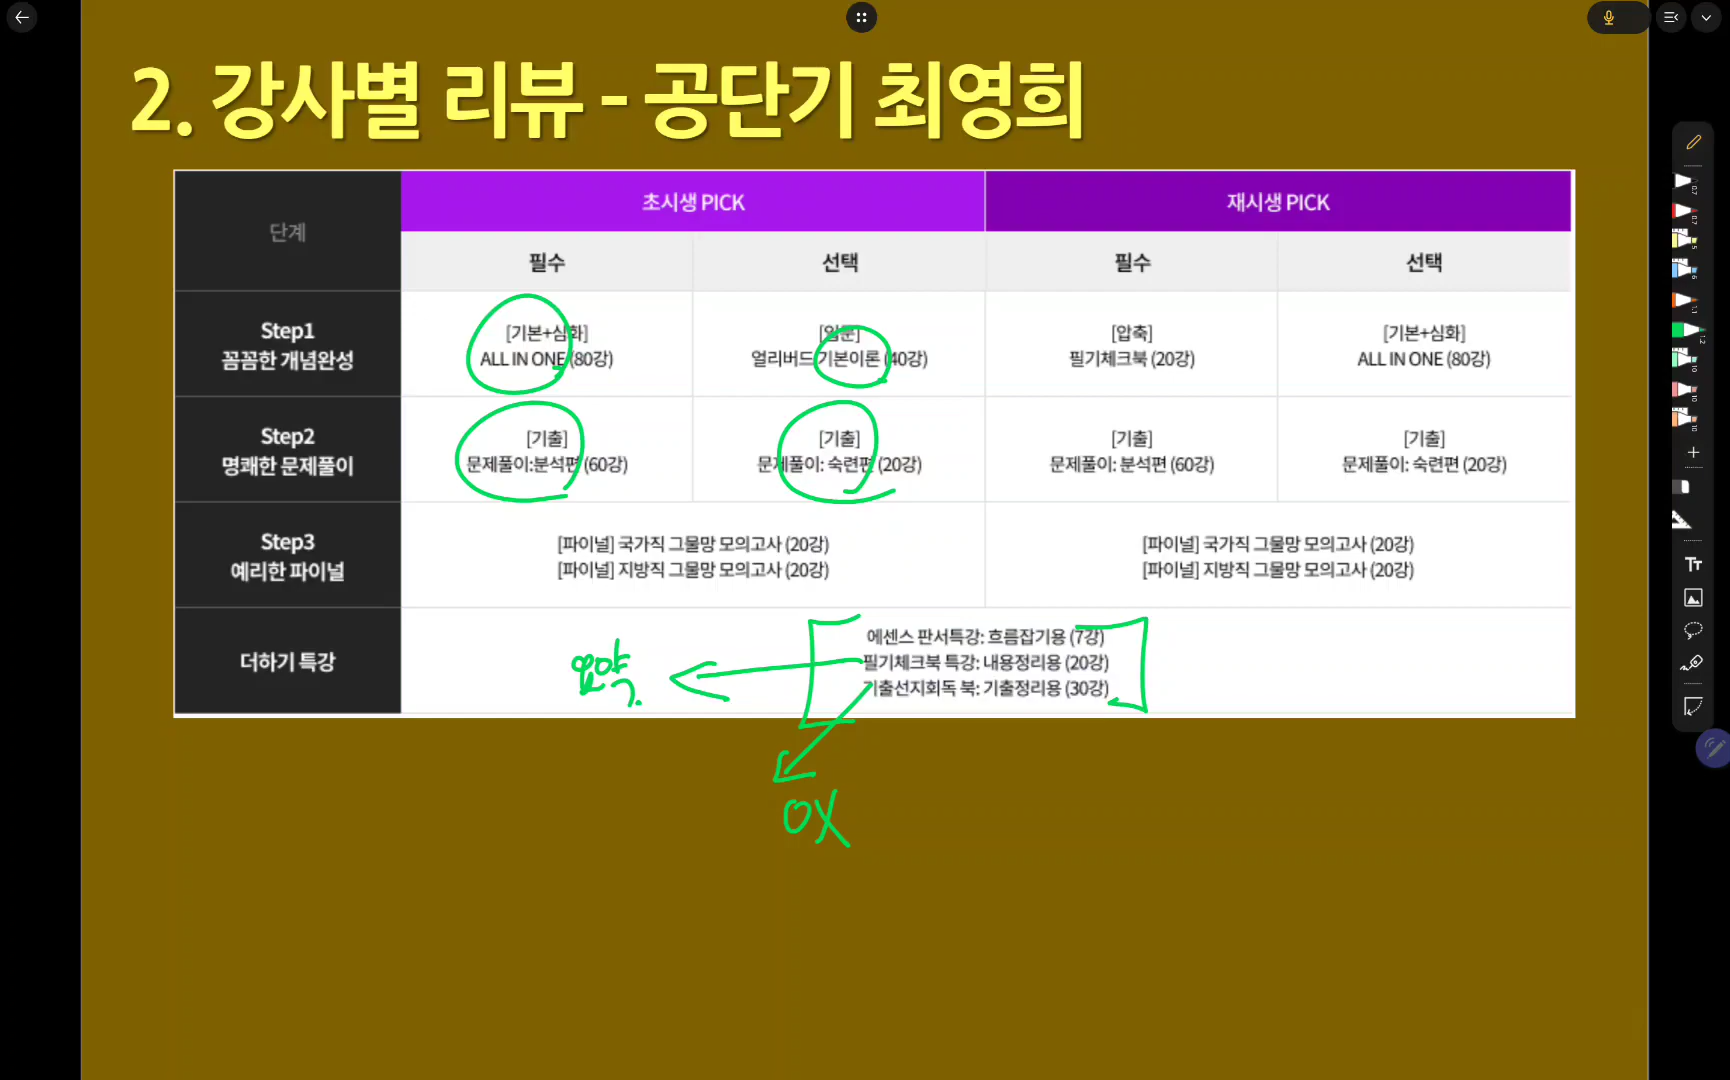 2. 강사별 리뷰 - 공단기 최영희
단계
초시생 PICK
재시생 PICK
필수
선택
필수
선택
Step1
꼼꼼한 개념완성
[기본+심화]
ALL IN ONE (80강)
[입문]
얼리버드 기본이론 (40강)
[압축]
필기체크북 (20강)
[기본+심화]
ALL IN ONE (80강)
Step2
명쾌한 문제풀이
[기출]
문제풀이:분석편 (60강)
[기출]
문제풀이: 숙련편 (20강)
[기출]
문제풀이: 분석편 (60강)
[기출]
문제풀이: 숙련편 (20강)
Step3
예리한 파이널
[파이널] 국가직 그물망 모의고사 (20강)
[파이널] 지방직 그물망 모의고사 (20강)
[파이널] 국가직 그물망 모의고사 (20강)
[파이널] 지방직 그물망 모의고사 (20강)
더하기 특강
요약.
에센스 판서특강: 흐름잡기용 (7강)
필기체크북 특강: 내용정리용 (20강)
기출선지회독 북: 기출정리용 (30강)
OX
Tт